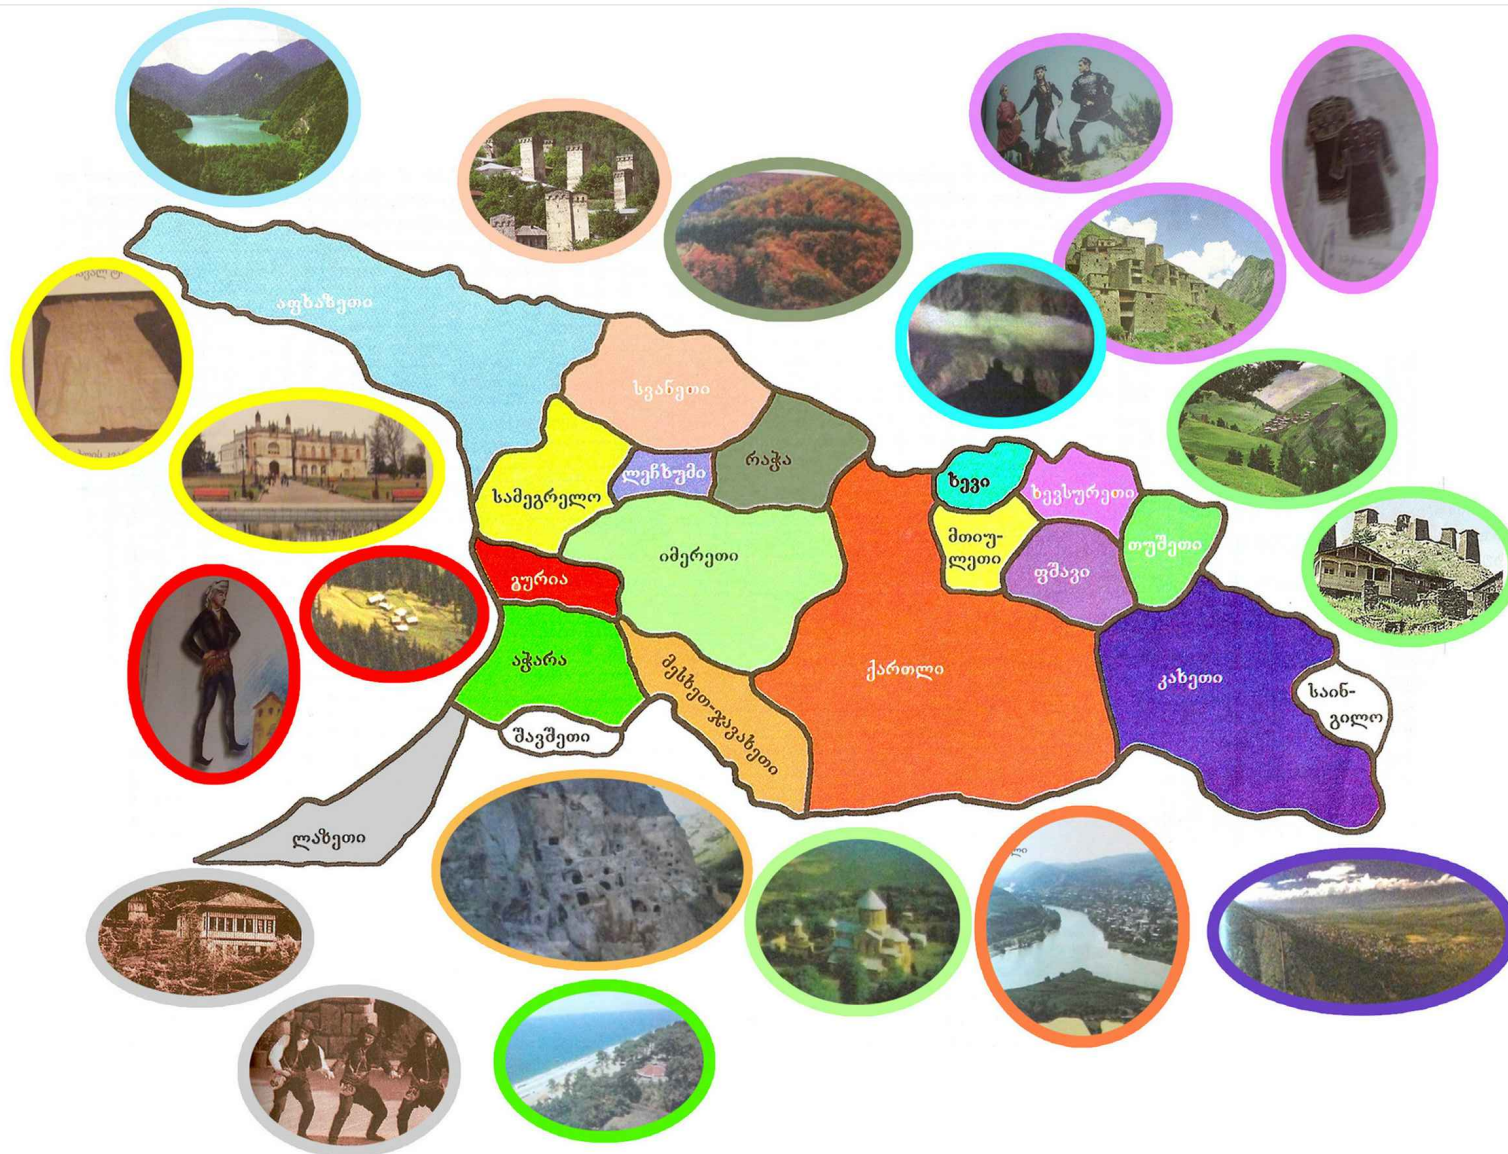 აფხაზეთი
სვანეთი
რაჭა
ლეჩხუმი
სამეგრელო
ხევი
ხევსურეთი
მთიუ-
ლეთი
ფშავი
თუშეთი
იმერეთი
გურია
აჭარა
მესხეთ-ჯავახეთი
ქართლი
კახეთი
საინ-
გილო
შავშეთი
ლაზეთი